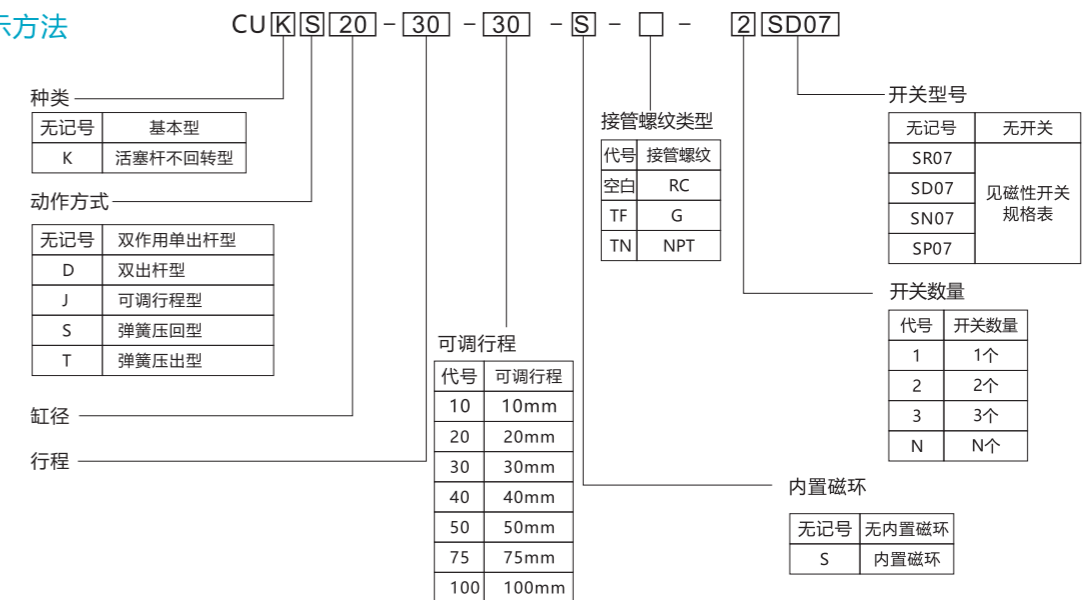 示方法
CU K S 20 - 30 - 30 - S - □ - 2 SD07
种类
无记号 基本型
K 活塞杆不回转型
动作方式
无记号 双作用单出杆型
D 双出杆型
J 可调行程型
S 弹簧压回型
T 弹簧压出型
缸径
行程
可调行程
代号 可调行程
10 10mm
20 20mm
30 30mm
40 40mm
50 50mm
75 75mm
100 100mm
接管螺纹类型
代号 接管螺纹
空白 RC
TF G
TN NPT
开关型号
无记号 无开关
SR07
SD07
SN07
SP07
见磁性开关
规格表
开关数量
代号 开关数量
1 1个
2 2个
3 3个
N N个
内置磁环
无记号 无内置磁环
S 内置磁环